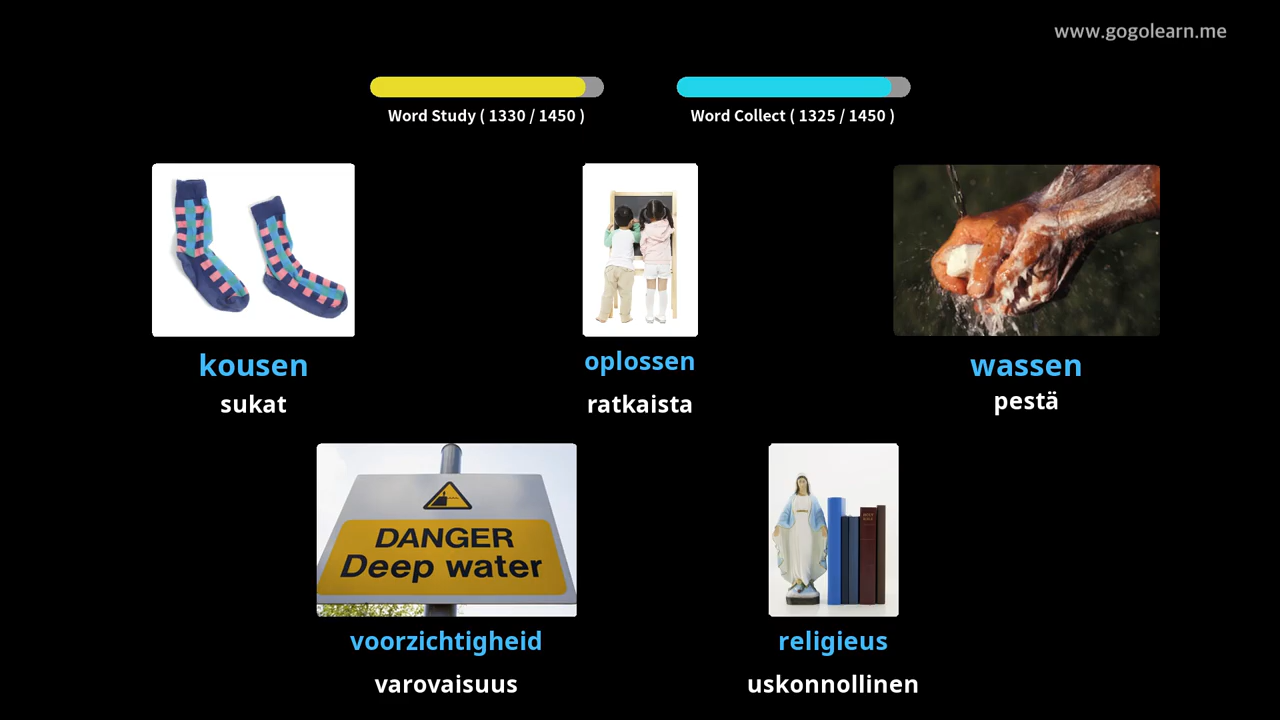 www.gogolearn.me
Word Study ( 1330 / 1450 )
Word Collect ( 1325 / 1450 )
kousen
sukat
oplossen
ratkaista
wassen
pestä
DANGER
Deep water
voorzichtigheid
varovaisuus
religieus
uskonnollinen